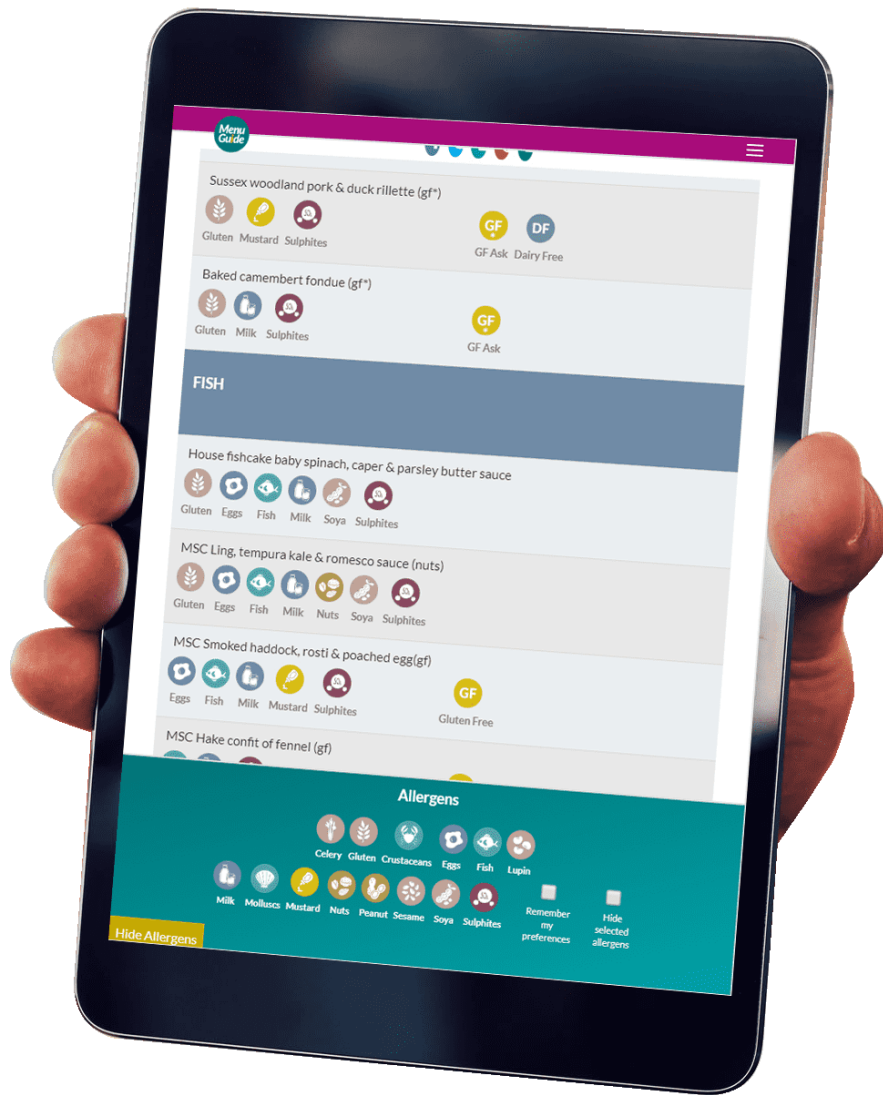 Menu
Guide
Sussex woodland pork & duck rillette (gf*)
GF DF
Gluten Mustard Sulphites GF Ask Dairy Free
Baked camembert fondue (gf*)
GF
Gluten Milk Sulphites GF Ask
FISH
House fishcake baby spinach, caper & parsley butter sauce
Gluten Eggs Fish Milk Soya Sulphites
MSC Ling, tempura kale & romesco sauce (nuts)
Gluten Eggs Fish Milk Nuts Soya Sulphites
MSC Smoked haddock, rosti & poached egg(gf)
GF
Eggs Fish Milk Mustard Sulphites Gluten Free
MSC Hake confit of fennel (gf)
Allergens
Celery Gluten Crustaceans Eggs Fish Lupin
Milk Molluscs Mustard Nuts Peanut Sesame Soya Sulphites
Remember
my
preferences
Hide
selected
allergens
Hide Allergens